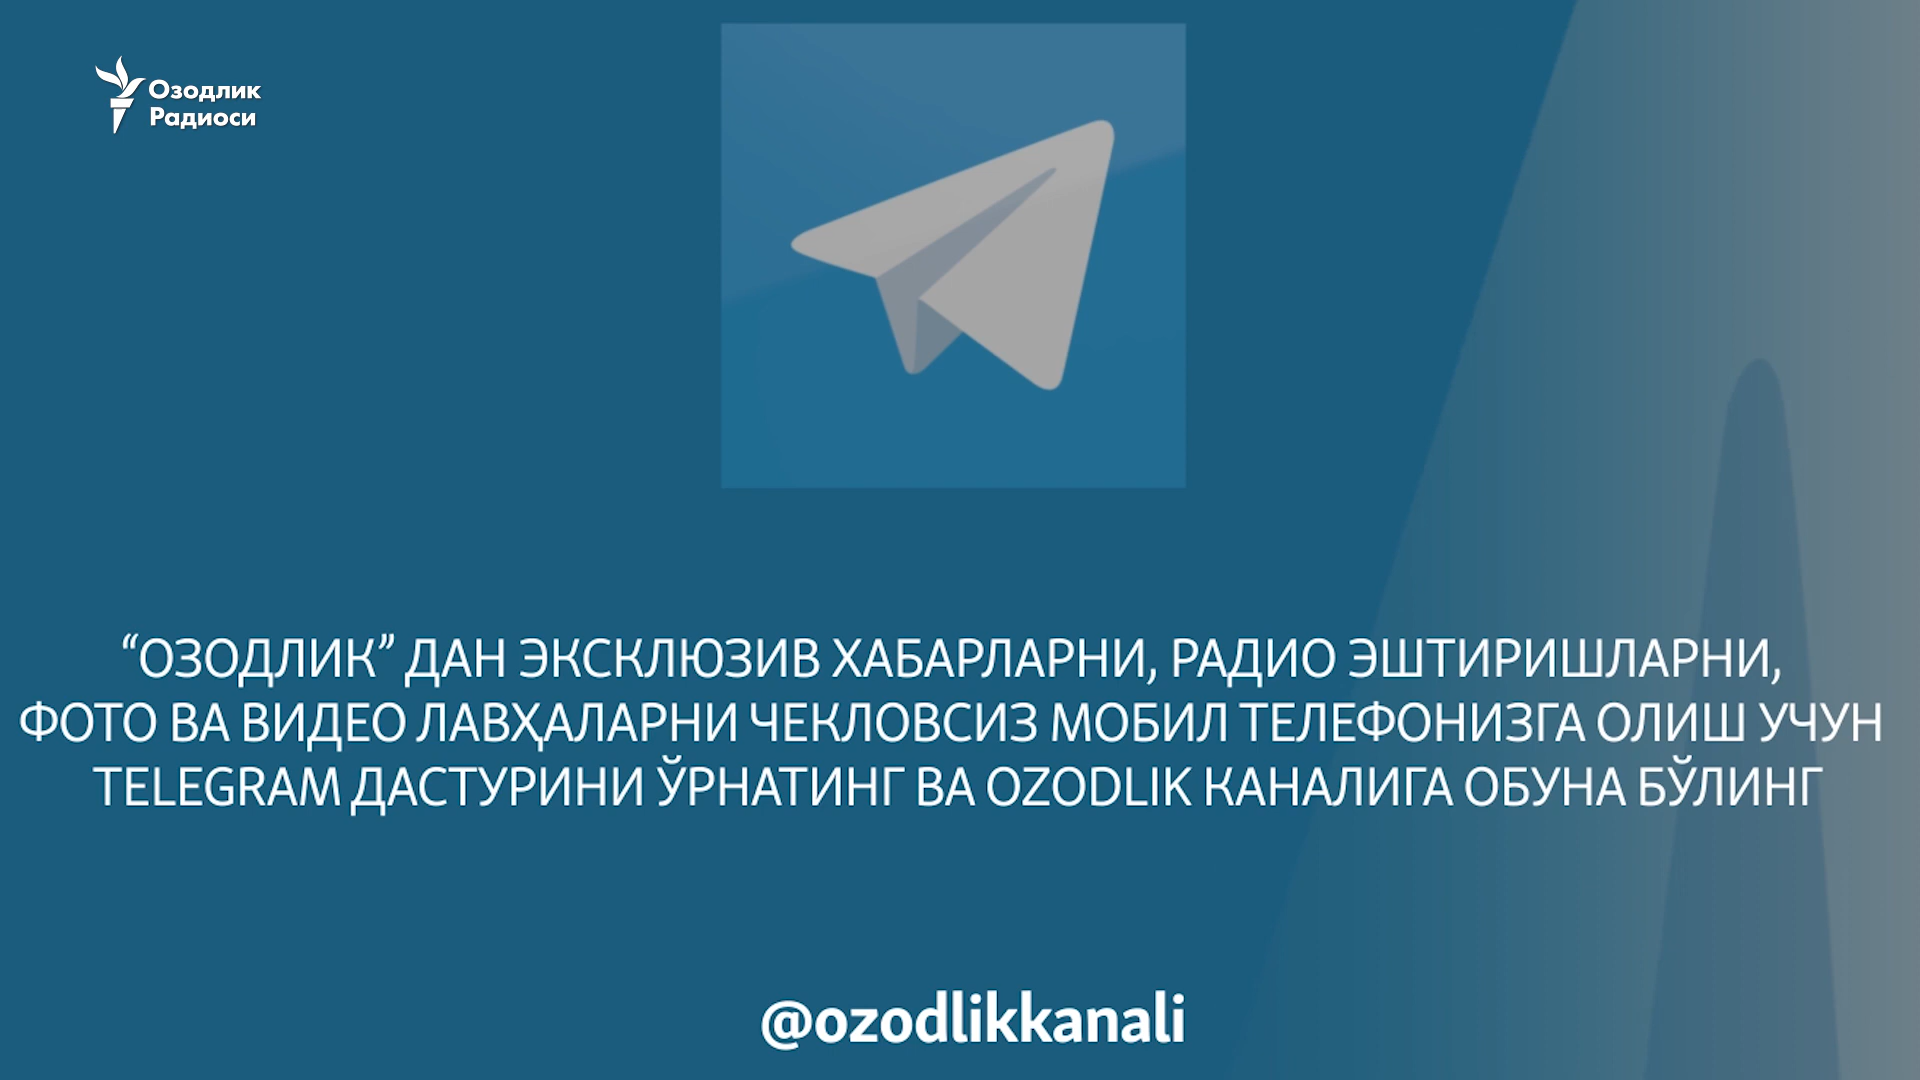 Озодлик
Радиоси
“ОЗОДЛИК” ДАН ЭКСКЛЮЗИВ ХАБАРЛАРНИ, РАДИО ЭШТИРИШЛАРНИ,
ФОТО ВА ВИДЕО ЛАВҲАЛАРНИ ЧЕКЛОВСИЗ МОБИЛ ТЕЛЕФОНИЗГА ОЛИШ УЧУН
TELEGRAM ДАСТУРИНИ ЎРНАТИНГ ВА OZODLIK КАНАЛИГА ОБУНА БЎЛИНГ
@ozodlikkanali